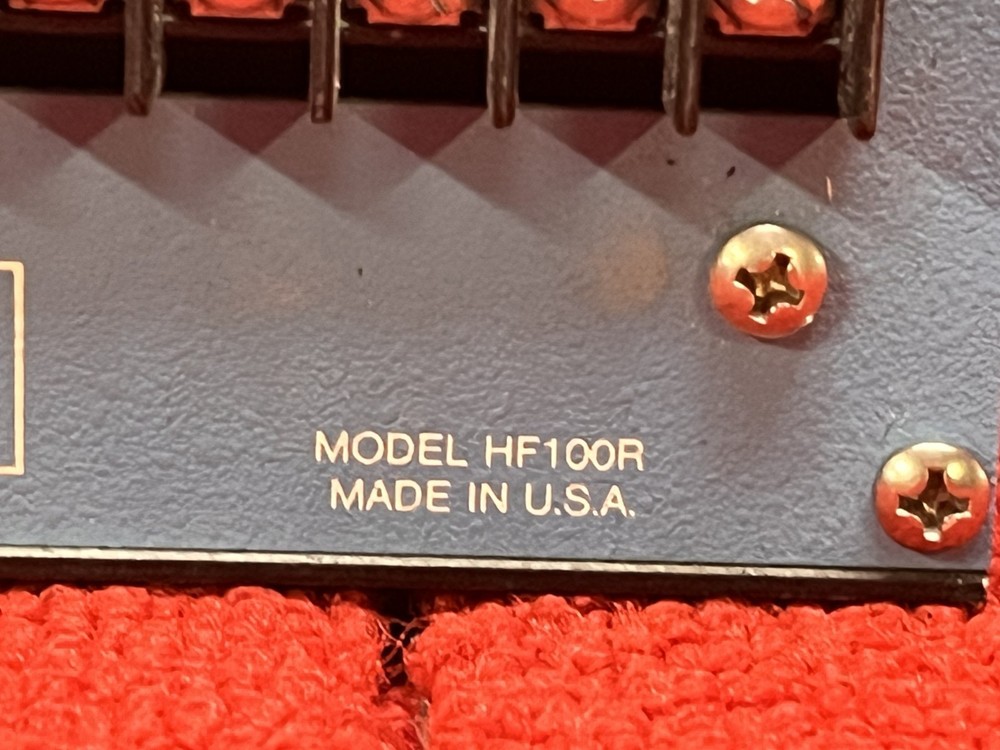 MODEL HF100R
MADE IN U.S.A.